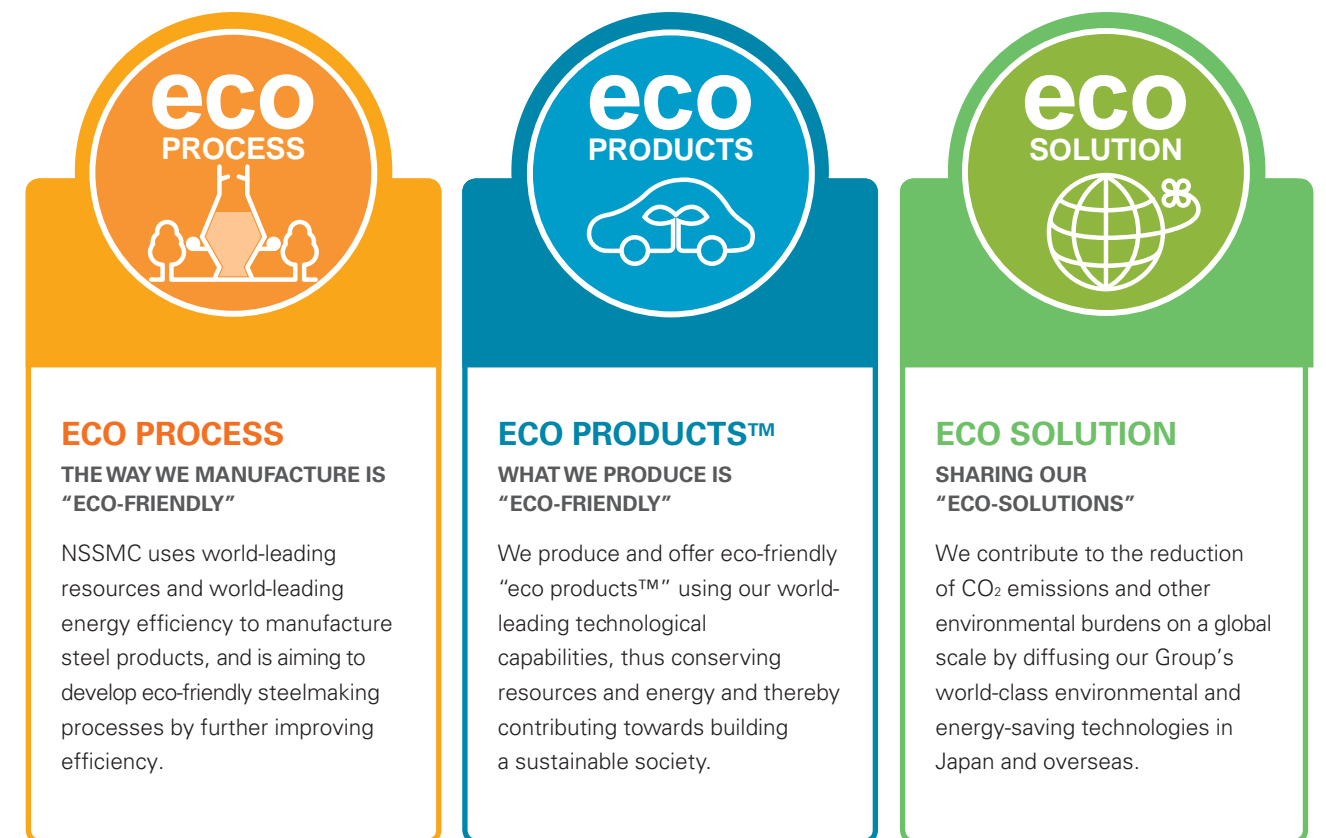 eco
PROCESS
ECO PROCESS
THE WAY WE MANUFACTURE IS
“ECO-FRIENDLY”
NSSMC uses world-leading
resources and world-leading
energy efficiency to manufacture
steel products, and is aiming to
develop eco-friendly steelmaking
processes by further improving
efficiency.
eco
PRODUCTS
ECO PRODUCTS™
WHAT WE PRODUCE IS
“ECO-FRIENDLY”
We produce and offer eco-friendly
“eco products™” using our world-
leading technological
capabilities, thus conserving
resources and energy and thereby
contributing towards building
a sustainable society.
eco
SOLUTION
ECO SOLUTION
SHARING OUR
“ECO-SOLUTIONS”
We contribute to the reduction
of CO₂ emissions and other
environmental burdens on a global
scale by diffusing our Group’s
world-class environmental and
energy-saving technologies in
Japan and overseas.